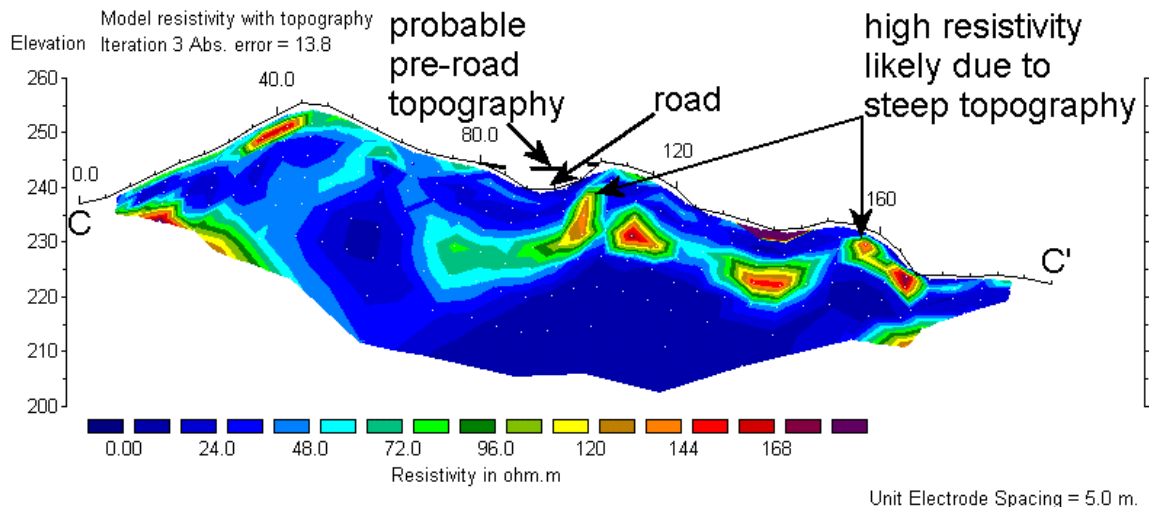 Model resistivity with topography
Elevation Iteration 3 Abs. error = 13.8
probable
pre-road
topography
road
high resistivity
likely due to
steep topography
260
250
240
230
220
210
200
0.0
40.0
80.0
120
160
C
C'
0.00 24.0 48.0 72.0 96.0 120 144 168
Resistivity in ohm.m
Unit Electrode Spacing = 5.0 m.